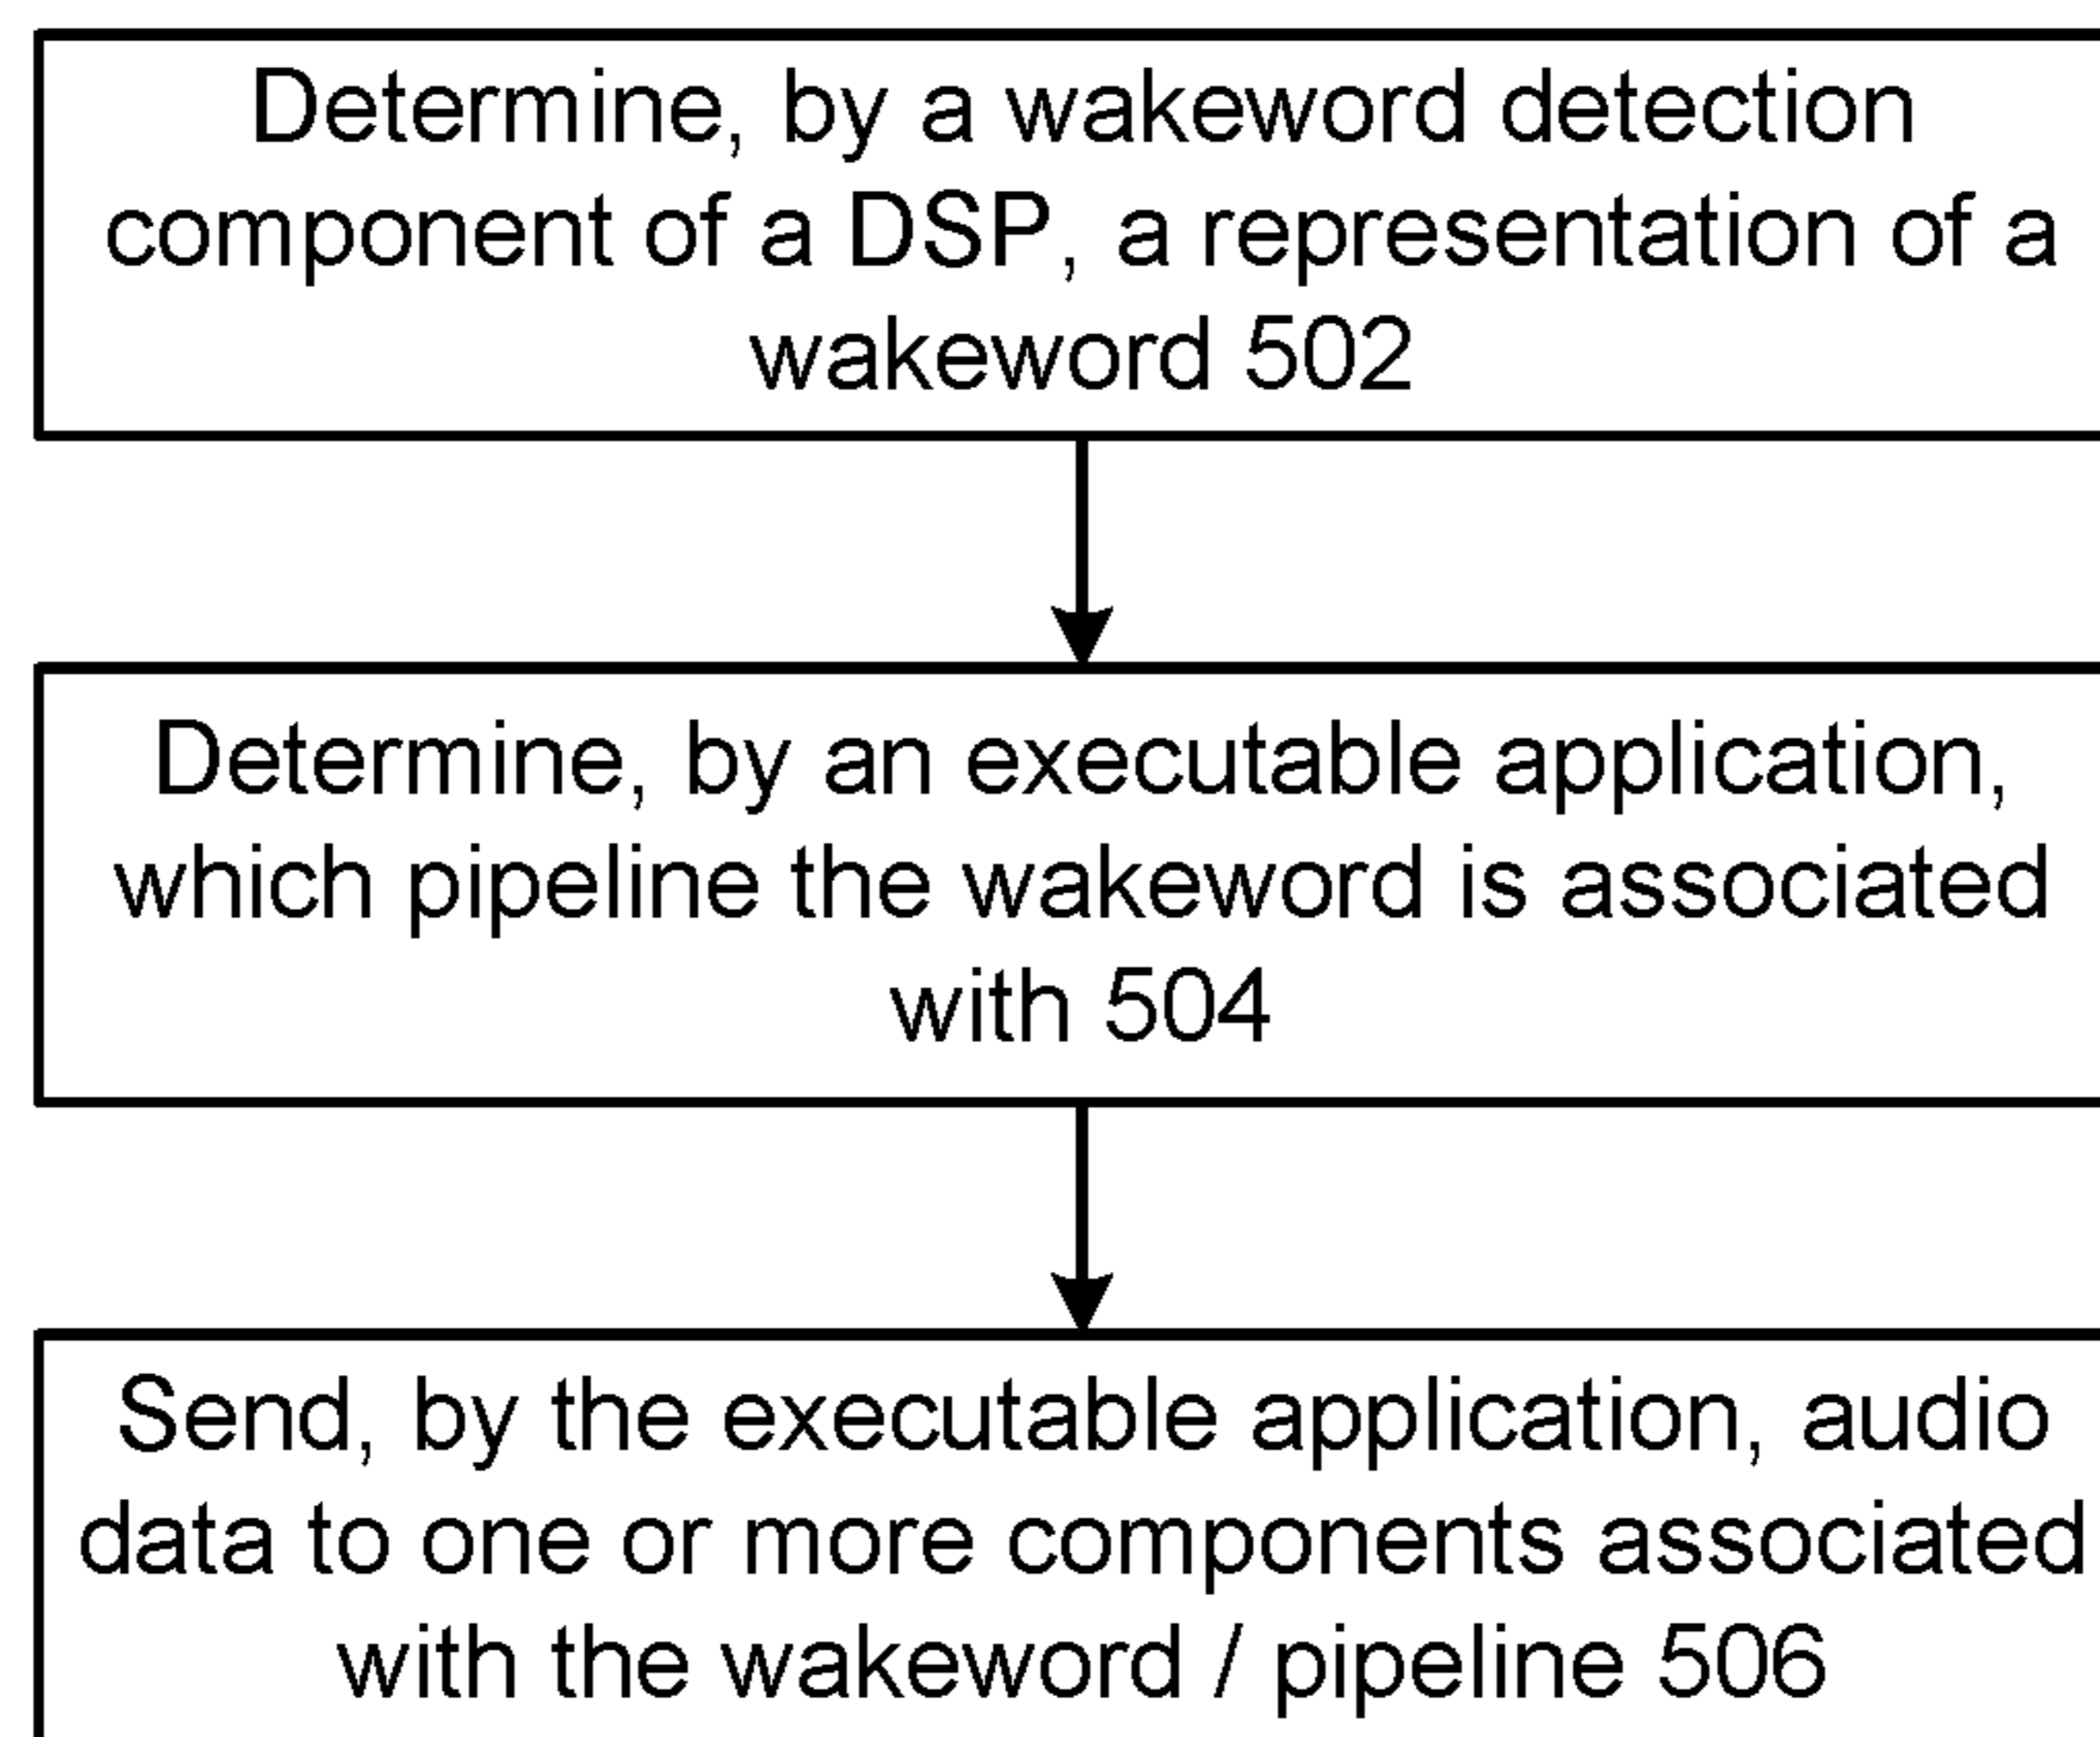 Determine, by a wakeword detection
component of a DSP, a representation of a
wakeword 502
Determine, by an executable application,
which pipeline the wakeword is associated
with 504
Send, by the executable application, audio
data to one or more components associated
with the wakeword / pipeline 506